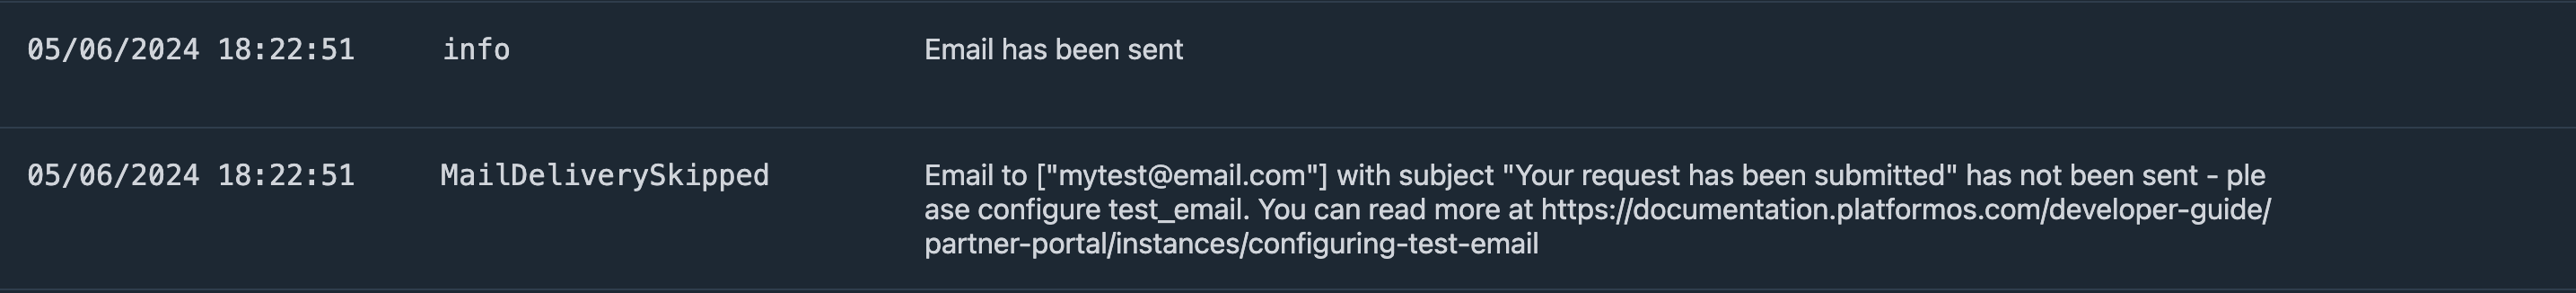 05/06/2024 18:22:51 info Email has been sent
05/06/2024 18:22:51 MailDeliverySkipped Email to ["mytest@email.com"] with subject "Your request has been submitted" has not been sent - ple
ase configure test_email. You can read more at https://documentation.platformos.com/developer-guide/
partner-portal/instances/configuring-test-email